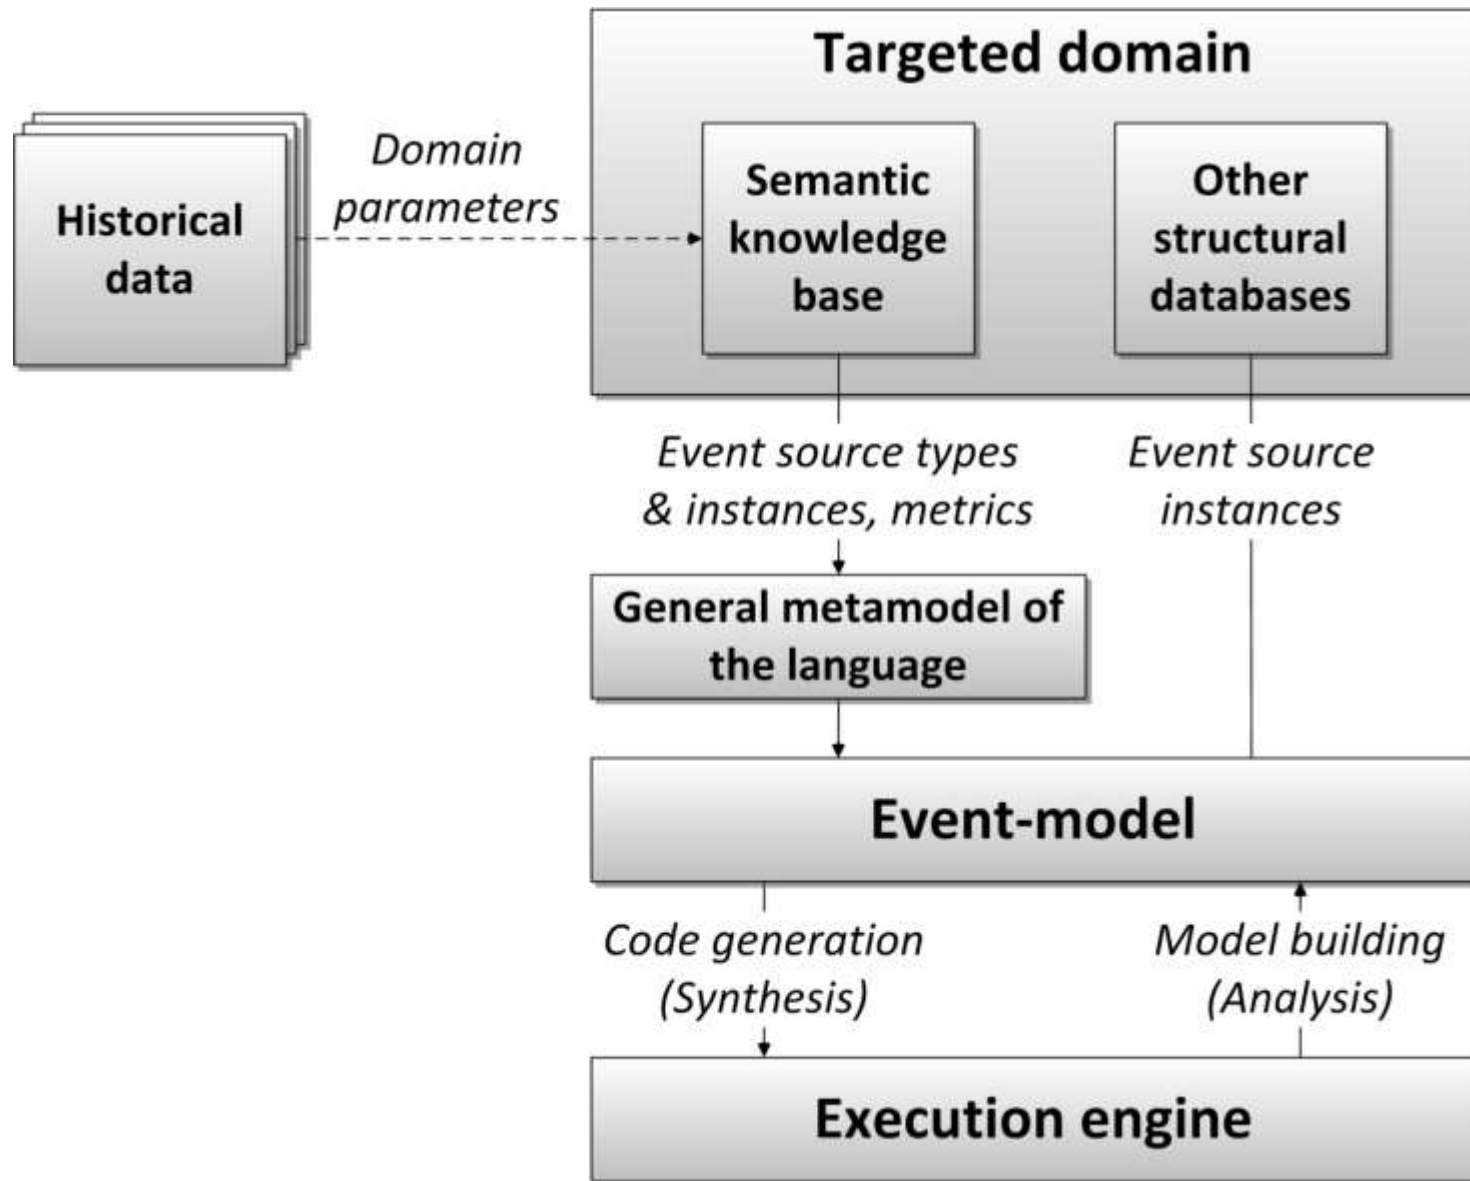 Targeted domain
Historical
data
Domain
parameters
Semantic
knowledge
base
Other
structural
databases
Event source types
& instances, metrics
Event source
instances
General metamodel of
the language
Event-model
Code generation
(Synthesis)
Model building
(Analysis)
Execution engine